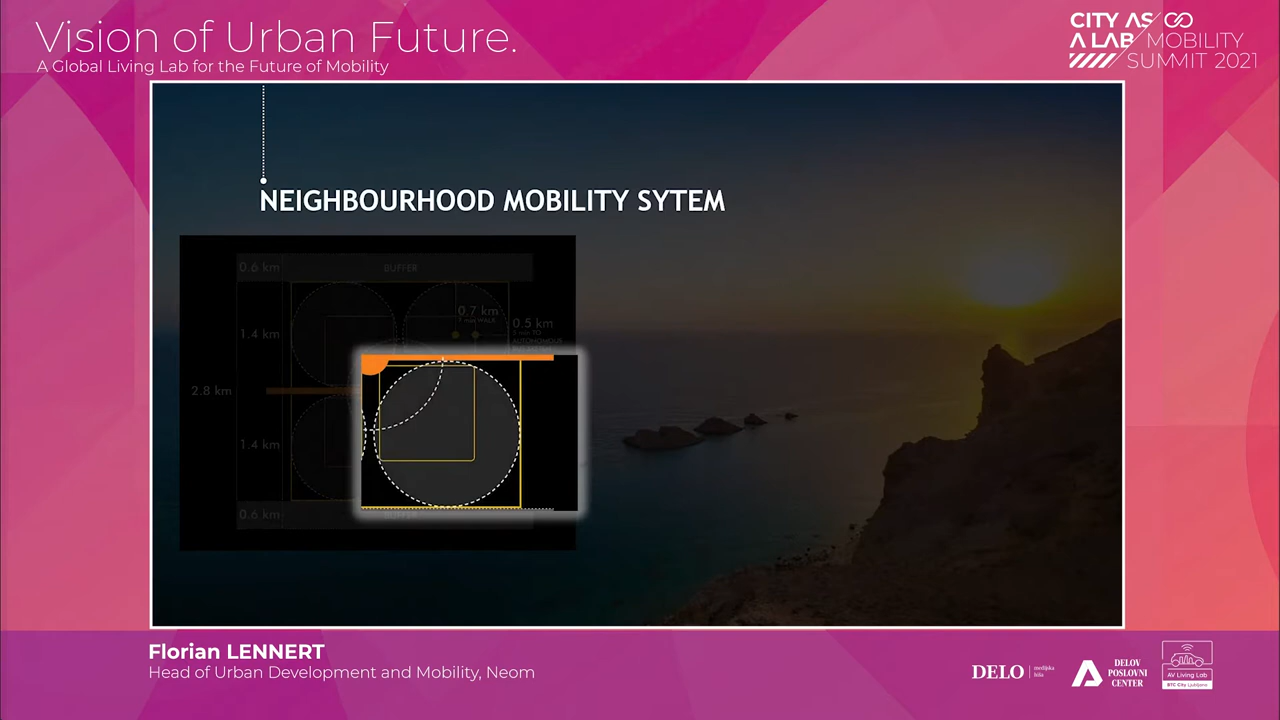 Vision of Urban Future.
A Global Living Lab for the Future of Mobility
CITY AS
A LAB / MOBILITY
SUMMIT 2021
NEIGHBOURHOOD MOBILITY SYTEM
0.6 km
BUFFER
0.7 km
WALK
1.4 km
0.5 km
AUTONOMOUS
2.8 km
1.4 km
0.6 km
Florian LENNERT
Head of Urban Development and Mobility, Neom
DELO medijska hiša
DELOV
POSLOVNI
CENTER
AV Living Lab
BTC City Ljubljana